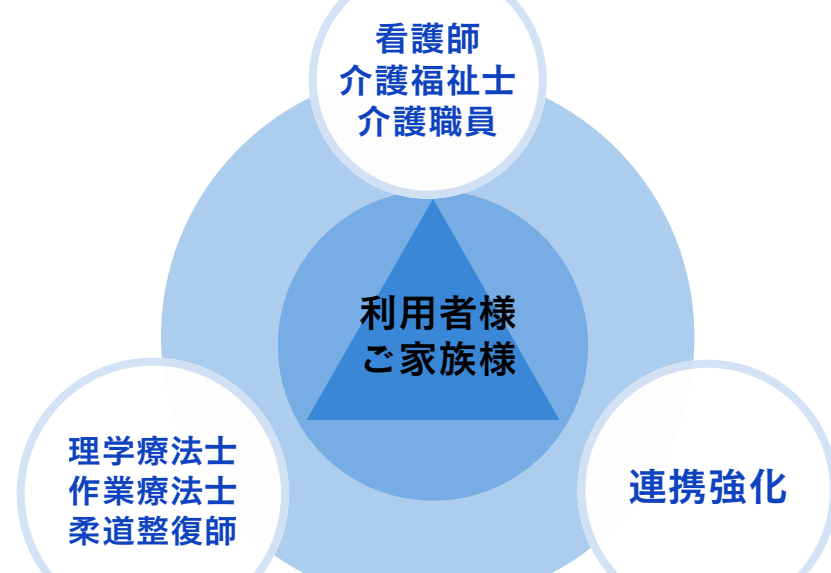 看護師
介護福祉士
介護職員
利用者様
ご家族様
理学療法士
作業療法士
柔道整復師
連携強化